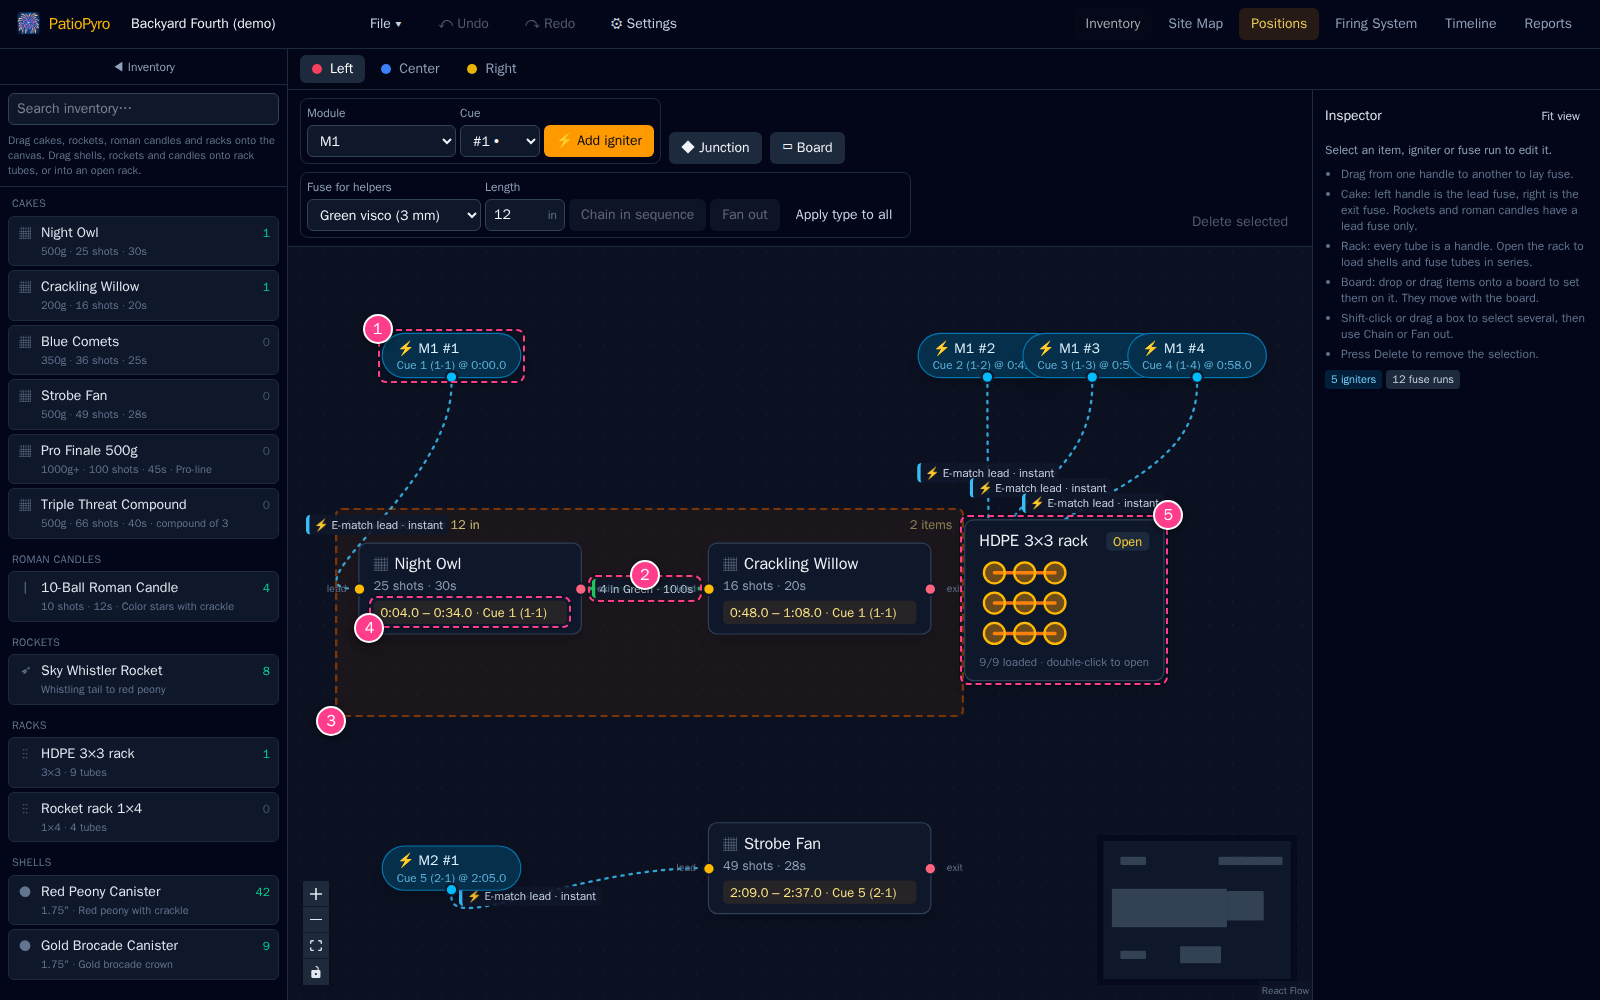 PatioPyro
Backyard Fourth (demo)
File ▾
Undo
Redo
Settings
Inventory
Site Map
Positions
Firing System
Timeline
Reports
◀ Inventory
Search inventory…
Drag cakes, rockets, roman candles and racks onto the
canvas. Drag shells, rockets and candles onto rack
tubes, or into an open rack.
CAKES
Night Owl 1
500g · 25 shots · 30s
Crackling Willow 1
200g · 16 shots · 20s
Blue Comets 0
350g · 36 shots · 25s
Strobe Fan 0
500g · 49 shots · 28s
Pro Finale 500g 0
1000g+ · 100 shots · 45s · Pro-line
Triple Threat Compound 0
500g · 66 shots · 40s · compound of 3
ROMAN CANDLES
10-Ball Roman Candle 4
10 shots · 12s · Color stars with crackle
ROCKETS
Sky Whistler Rocket 8
Whistling tail to red peony
RACKS
HDPE 3×3 rack 1
3×3 · 9 tubes
Rocket rack 1×4 0
1×4 · 4 tubes
SHELLS
Red Peony Canister 42
1.75" · Red peony with crackle
Gold Brocade Canister 9
1.75" · Gold brocade crown
Left
Center
Right
Module
M1
Cue
#1 •
⚡ Add igniter
◆ Junction
Board
Fuse for helpers
Green visco (3 mm)
Length
12 in
Chain in sequence
Fan out
Apply type to all
Delete selected
1
⚡ M1 #1
Cue 1 (1-1) @ 0:00.0
⚡ M1 #2
Cue 2 (1-2) @ 0:4
⚡ M1 #3
Cue 3 (1-3) @ 0:5
⚡ M1 #4
Cue 4 (1-4) @ 0:58.0
⚡ E-match lead · instant
⚡ E-match lead · instant
⚡ E-match lead · instant
⚡ E-match lead · instant
12 in
2 items
lead
Night Owl
25 shots · 30s
0:04.0 – 0:34.0 · Cue 1 (1-1)
4
2
4 in Green · 10.0s
Crackling Willow
16 shots · 20s
0:48.0 – 1:08.0 · Cue 1 (1-1)
exit
3
5
HDPE 3×3 rack
Open
9/9 loaded · double-click to open
⚡ M2 #1
Cue 5 (2-1) @ 2:05.0
⚡ E-match lead · instant
lead
Strobe Fan
49 shots · 28s
2:09.0 – 2:37.0 · Cue 5 (2-1)
exit
React Flow
Inspector
Fit view
Select an item, igniter or fuse run to edit it.
• Drag from one handle to another to lay fuse.
• Cake: left handle is the lead fuse, right is the
exit fuse. Rockets and roman candles have a
lead fuse only.
• Rack: every tube is a handle. Open the rack to
load shells and fuse tubes in series.
• Board: drop or drag items onto a board to set
them on it. They move with the board.
• Shift-click or drag a box to select several, then
use Chain or Fan out.
• Press Delete to remove the selection.
5 igniters
12 fuse runs